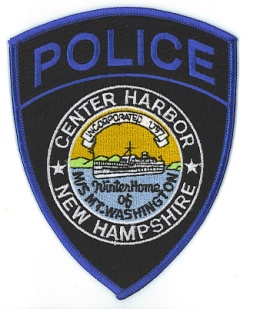 POLICE
CENTER HARBOR
INCORPORATED 1797
Winter Home
of
M/S MT. WASHINGTON
NEW HAMPSHIRE